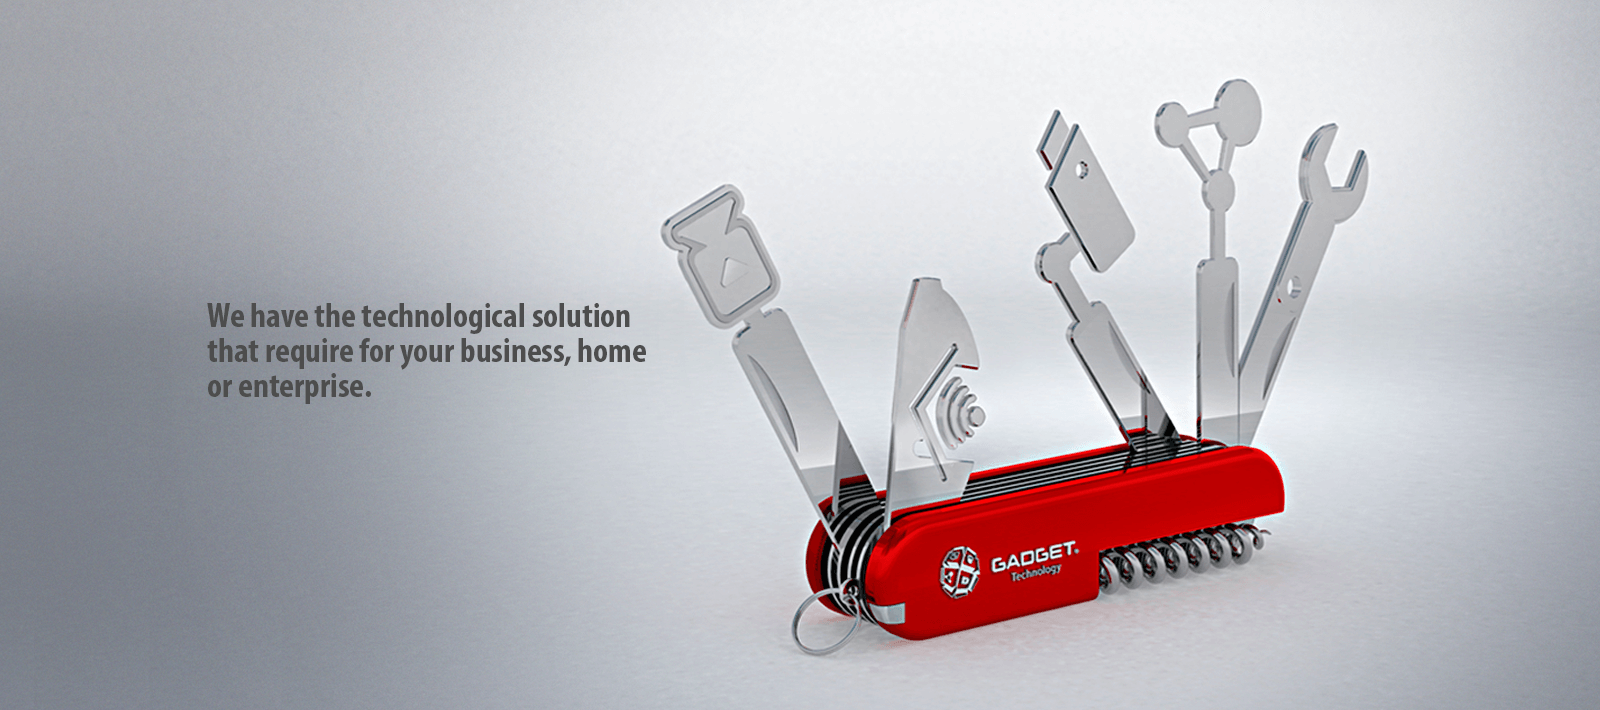 We have the technological solution
that require for your business, home
or enterprise.
GADGET®
Technology